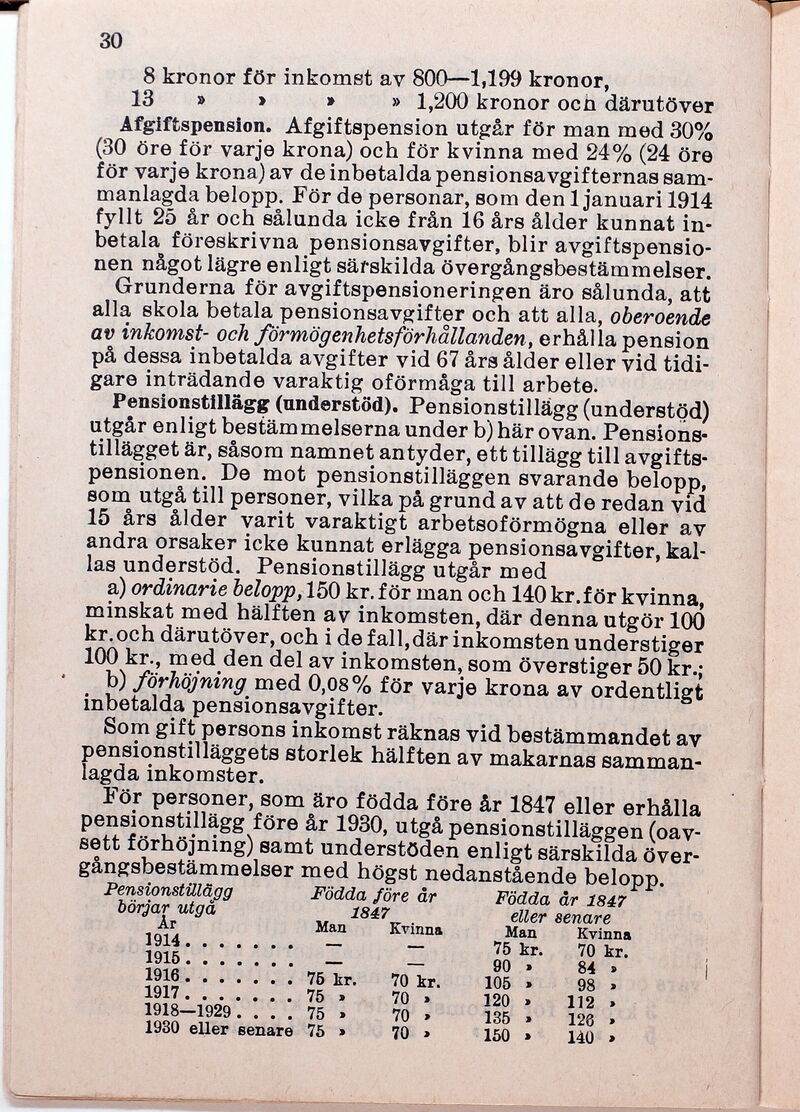 30
8 kronor för inkomst av 800—1,199 kronor,
13 » » » » 1,200 kronor och därutöver
Afgiftspension. Afgiftspension utgår för man med 30%
(30 öre för varje krona) och för kvinna med 24% (24 öre
för varje krona) av de inbetalda pensionsavgifternas sam-
manlagda belopp. För de personar, som den 1 januari 1914
fyllt 25 år och sålunda icke från 16 års ålder kunnat in-
betala föreskrivna pensionsavgifter, blir avgiftspensio-
nen något lägre enligt särskilda övergångsbestämmelser.
Grunderna för avgiftspensioneringen äro sålunda, att
alla skola betala pensionsavgifter och att alla, oberoende
av inkomst- och förmögenhetsförhållanden, erhålla pension
på dessa inbetalda avgifter vid 67 års ålder eller vid tidi-
gare inträdande varaktig oförmåga till arbete.
Pensionstillägg (understöd). Pensionstillägg (understöd)
utgår enligt bestämmelserna under b) här ovan. Pensions-
tillägget är, såsom namnet antyder, ett tillägg till avgifts-
pensionen. De mot pensionstilläggen svarande belopp,
som utgå till personer, vilka på grund av att de redan vid
15 års ålder varit varaktigt arbetsoförmögna eller av
andra orsaker icke kunnat erlägga pensionsavgifter, kal-
las understöd. Pensionstillägg utgår med
a) ordinarie belopp, 150 kr. för man och 140 kr. för kvinna,
minskat med hälften av inkomsten, där denna utgör 100
kr. och därutöver, och i de fall, där inkomsten understiger
100 kr., med den del av inkomsten, som överstiger 50 kr.;
b) förhöjning med 0,08% för varje krona av ordentligt
inbetalda pensionsavgifter.
Som gift persons inkomst räknas vid bestämmandet av
pensionstilläggets storlek hälften av makarnas samman-
lagda inkomster.
För personer, som äro födda före år 1847 eller erhålla
pensionstillägg före år 1930, utgå pensionstilläggen (oav-
sett förhöjning) samt understöden enligt särskilda över-
gångsbestämmelser med högst nedanstående belopp.
Pensionstillägg Födda före år Födda år 1847
börjar utgå 1847 eller senare
År Man Kvinna Man Kvinna
1914. . . . . . . — — 75 kr. 70 kr.
1915. . . . . . . — — 90 » 84 »
1916. . . . . . . 75 kr. 70 kr. 105 » 98 »
1917. . . . . . . 75 » 70 » 120 » 112 »
1918—1929. . . . 75 » 70 » 135 » 126 »
1930 eller senare 75 » 70 » 150 » 140 »